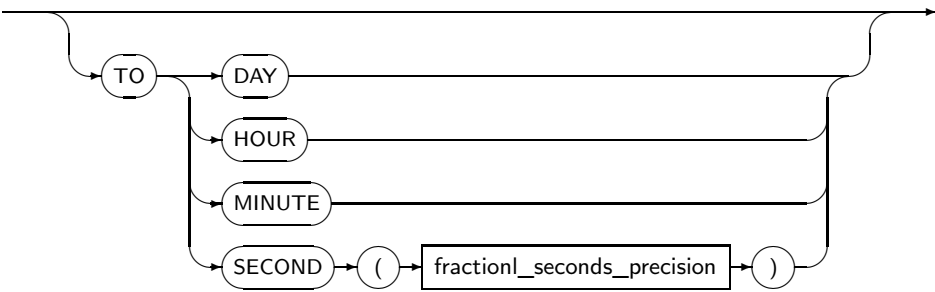 TO DAY
HOUR
MINUTE
SECOND ( fractionl_seconds_precision )